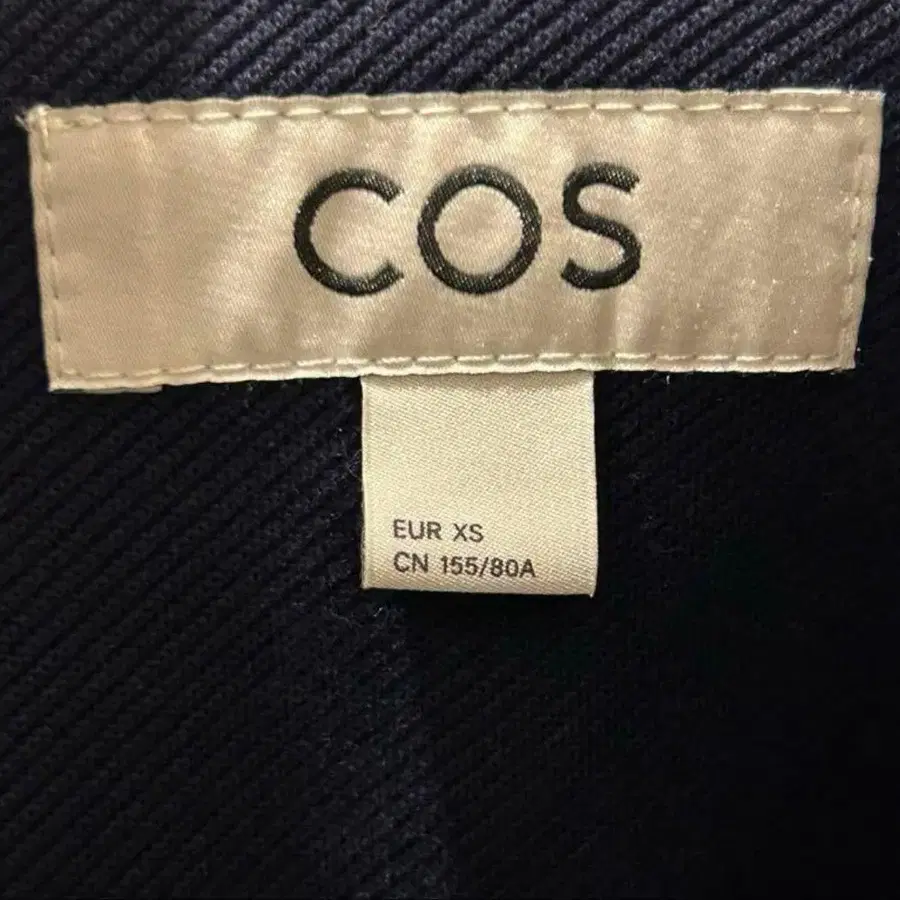 COS
EUR XS
CN 155/80A